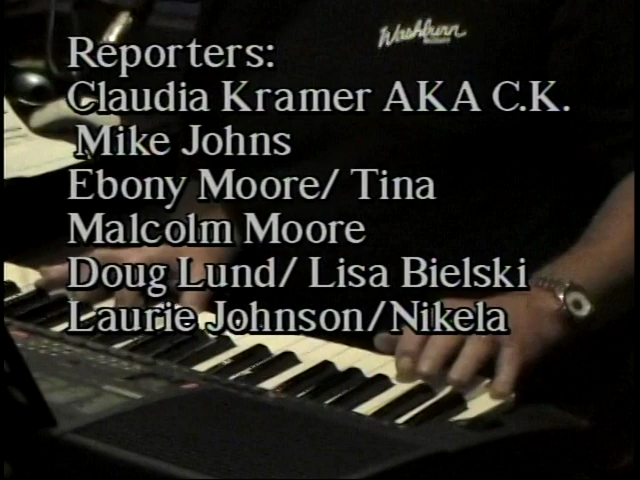 Washburn
Reporters:
Claudia Kramer AKA C.K.
Mike Johns
Ebony Moore/ Tina
Malcolm Moore
Doug Lund/ Lisa Bielski
Laurie Johnson/Nikela